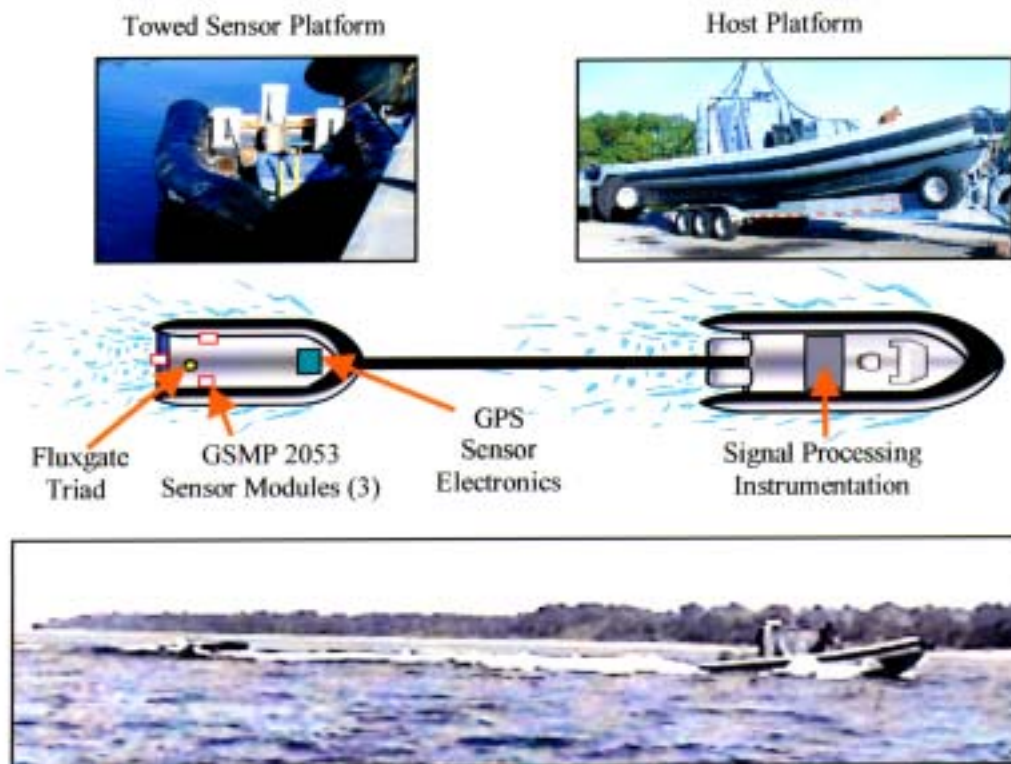 Towed Sensor Platform
Host Platform
Fluxgate
Triad
GSMP 2053
Sensor Modules (3)
GPS
Sensor
Electronics
Signal Processing
Instrumentation